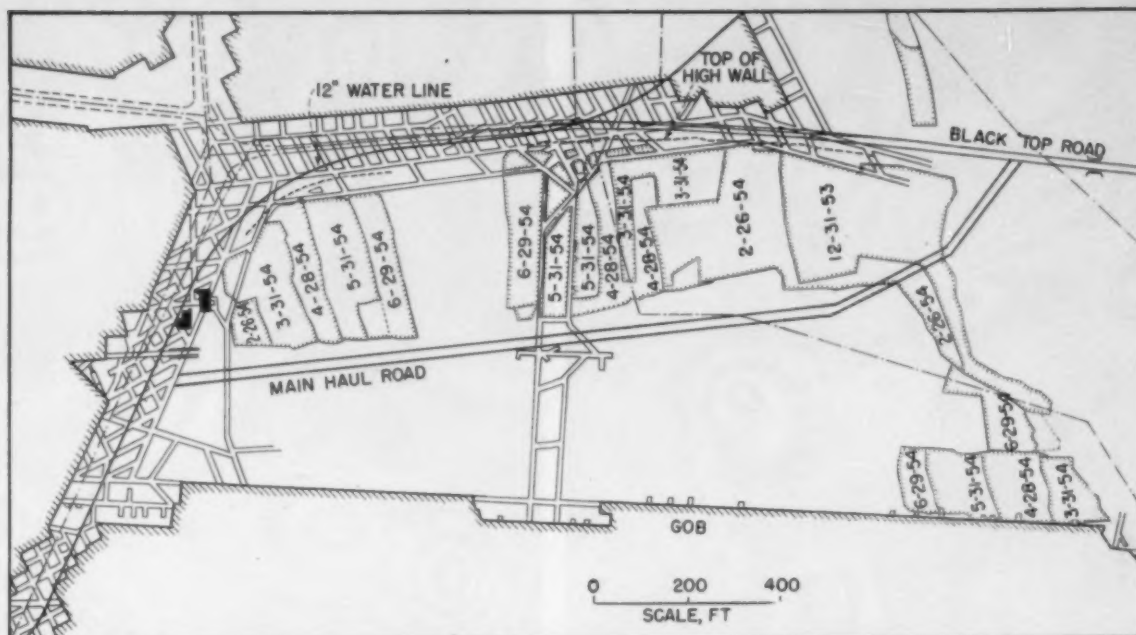 TOP OF
HIGH WALL
12" WATER LINE
BLACK TOP ROAD
6-29-54
5-31-54
5-31-54
4-28-54
3-31-54
4-28-54
3-31-54
2-26-54
12-31-53
2-26-54
3-31-54
4-28-54
5-31-54
6-29-54
2-26-54
MAIN HAUL ROAD
6-29-54
6-29-54
5-31-54
4-28-54
3-31-54
GOB
0 200 400
SCALE, FT